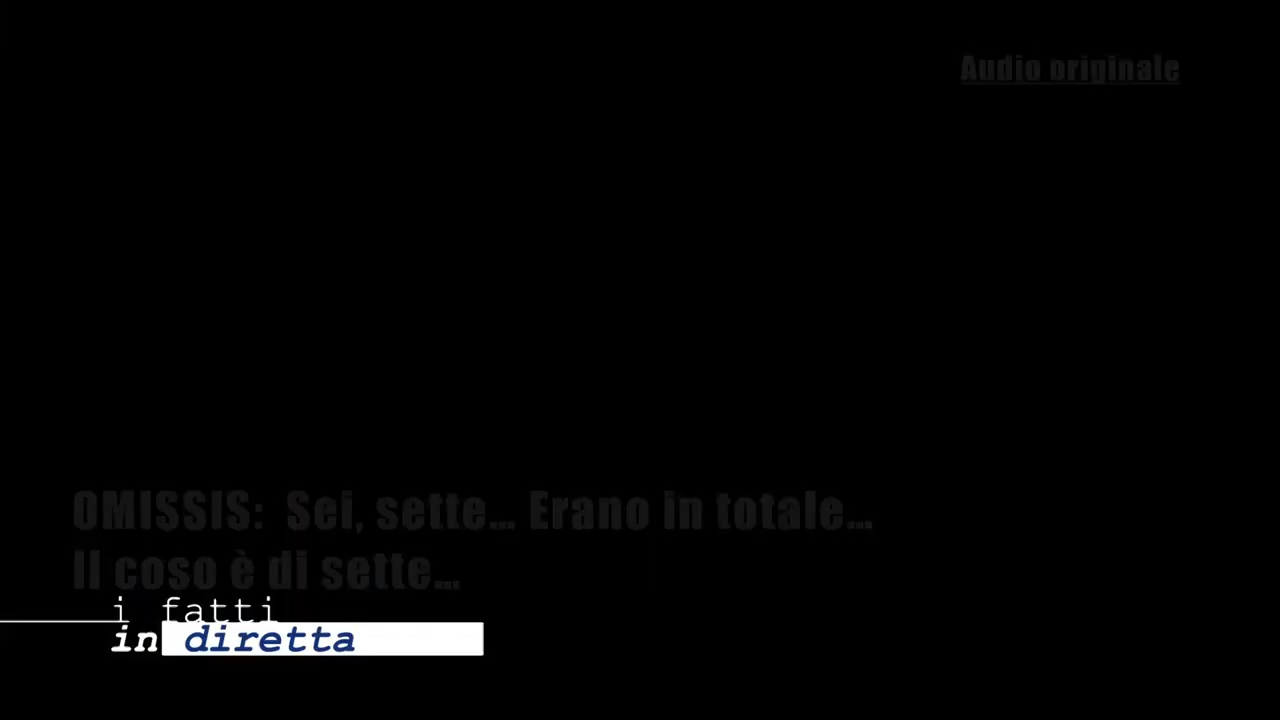 Audio originale
OMISSIS:  Sei, sette... Erano in totale...
Il coso è di sette...
i fatti
in diretta